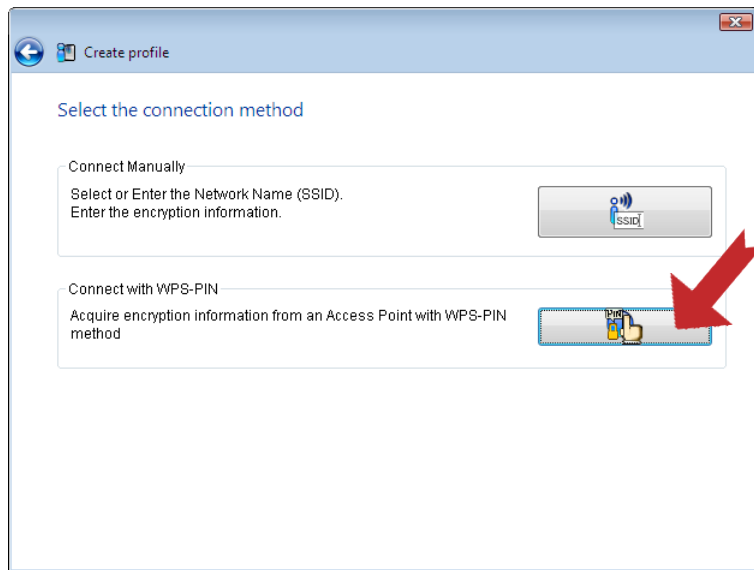 Create profile
Select the connection method
Connect Manually
Select or Enter the Network Name (SSID).
Enter the encryption information.
SSID
Connect with WPS-PIN
Acquire encryption information from an Access Point with WPS-PIN
method
PIN